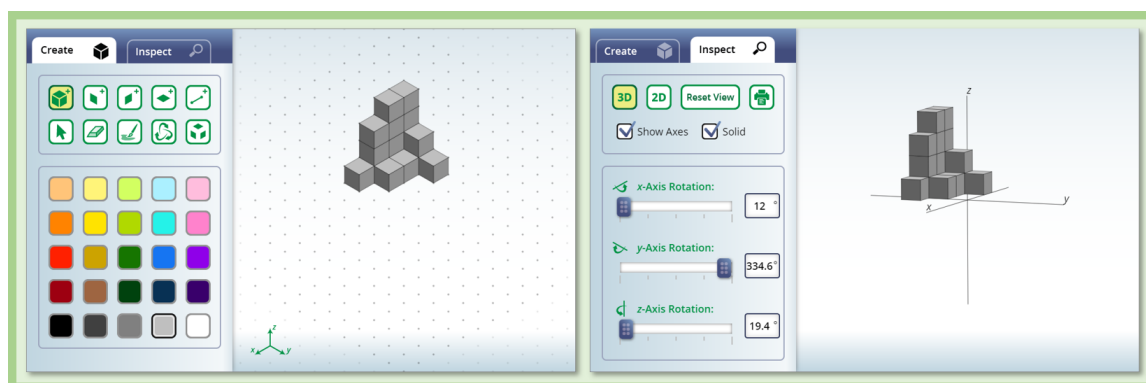 Create
Inspect
z
x
y
Create
Inspect
3D
2D
Reset View
Show Axes
Solid
x-Axis Rotation:
12 °
y-Axis Rotation:
334.6°
z-Axis Rotation:
19.4 °
z
x
y